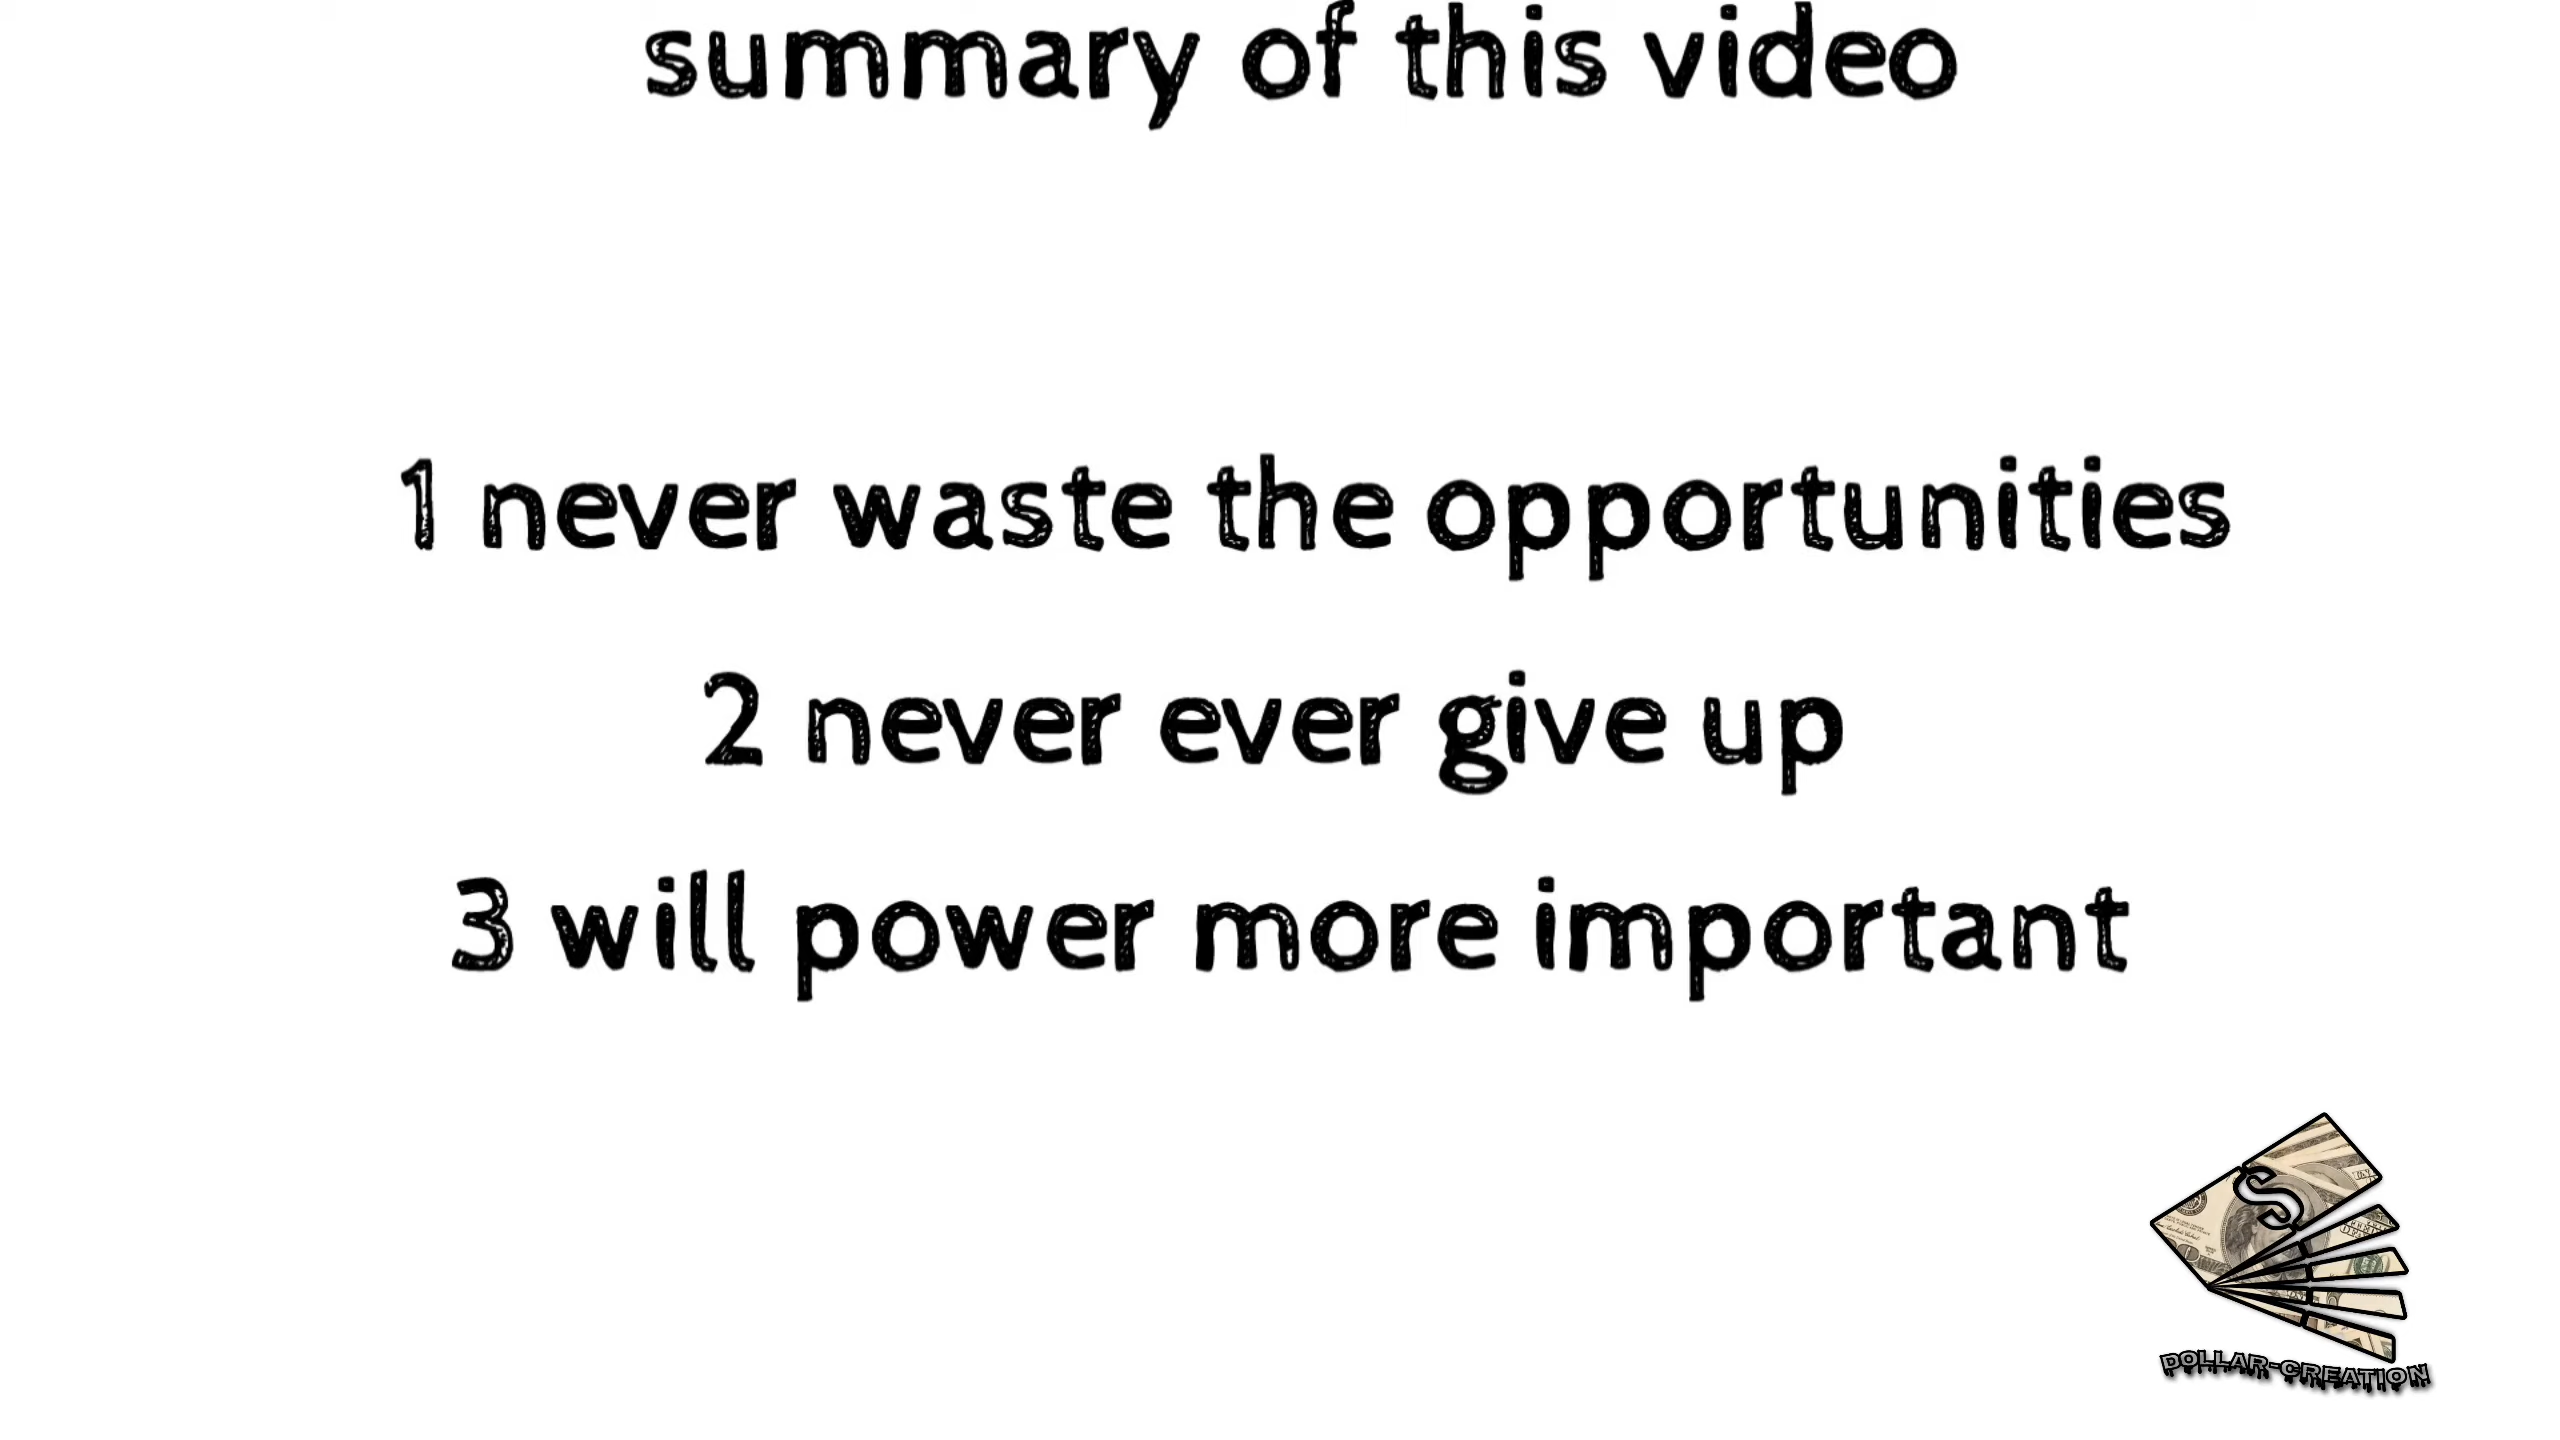 summary of this video
1 never waste the opportunities
2 never ever give up
3 will power more important
$
DOLLAR-CREATION